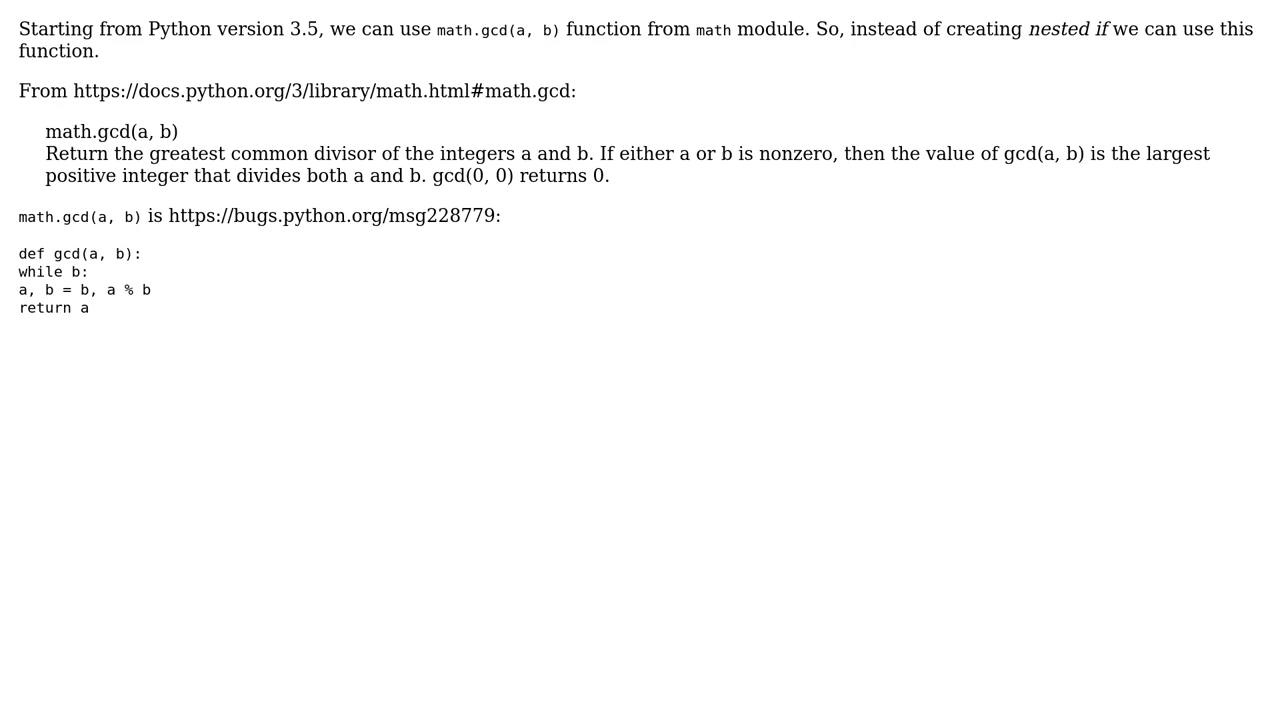 Starting from Python version 3.5, we can use math.gcd(a, b) function from math module. So, instead of creating nested if we can use this
function.
From https://docs.python.org/3/library/math.html#math.gcd:
math.gcd(a, b)
Return the greatest common divisor of the integers a and b. If either a or b is nonzero, then the value of gcd(a, b) is the largest
positive integer that divides both a and b. gcd(0, 0) returns 0.
math.gcd(a, b) is https://bugs.python.org/msg228779:
def gcd(a, b):
while b:
a, b = b, a % b
return a